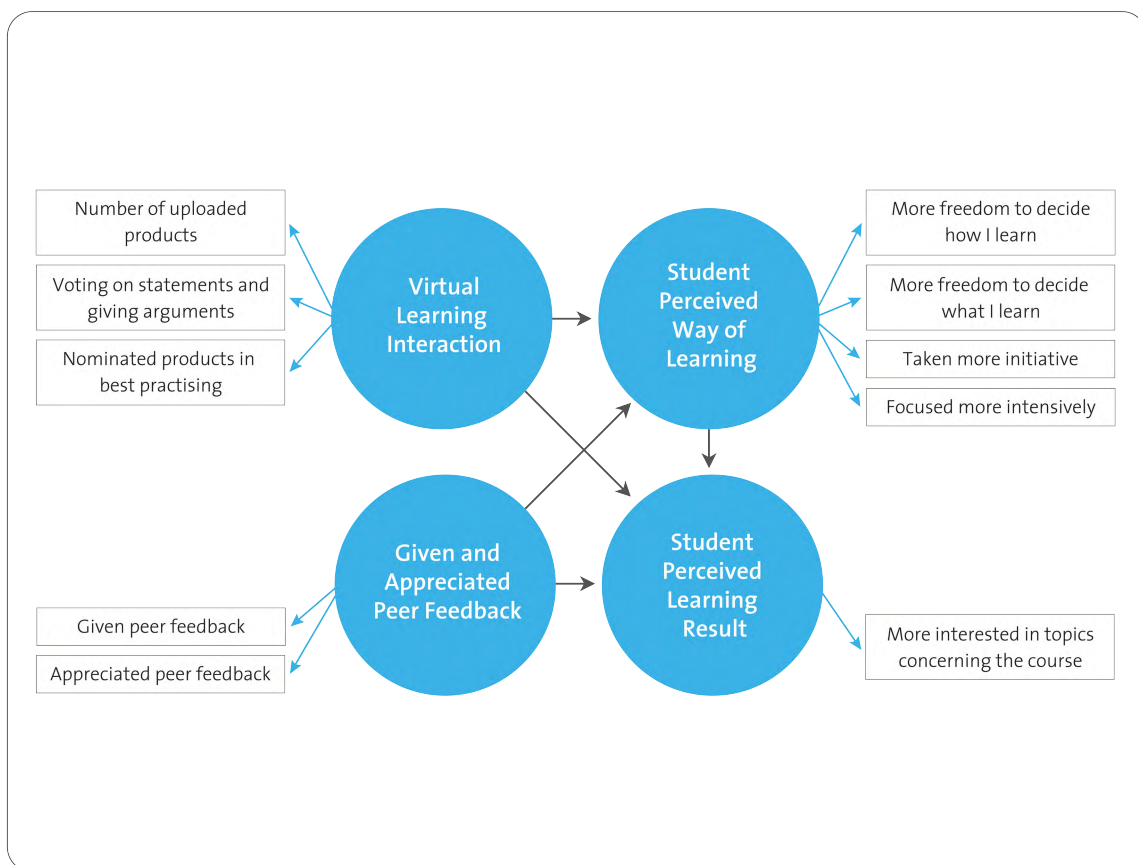 Number of uploaded
products
Voting on statements and
giving arguments
Nominated products in
best practising
Virtual
Learning
Interaction
Student
Perceived
Way of
Learning
More freedom to decide
how I learn
More freedom to decide
what I learn
Taken more initiative
Focused more intensively
Given peer feedback
Appreciated peer feedback
Given and
Appreciated
Peer Feedback
Student
Perceived
Learning
Result
More interested in topics
concerning the course